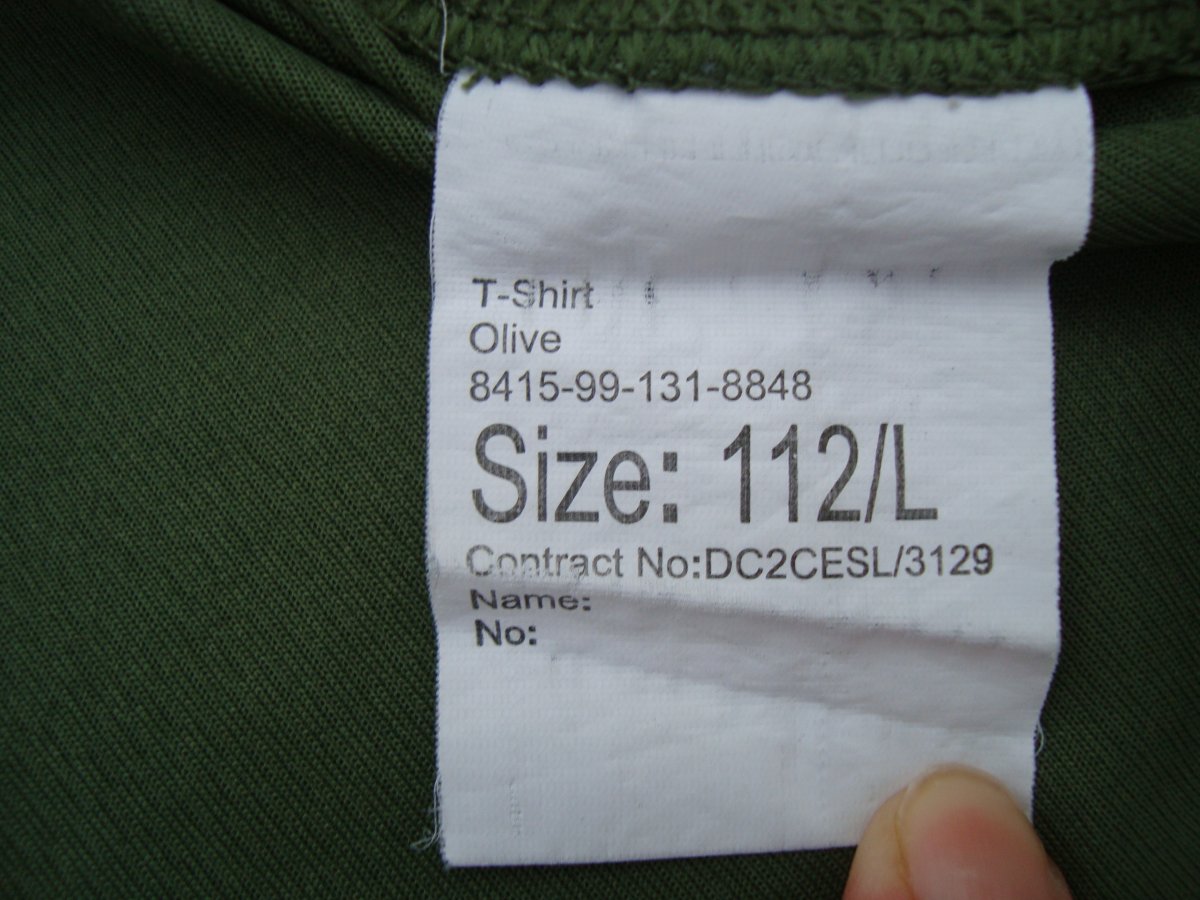 T-Shirt
Olive
8415-99-131-8848
Size: 112/L
Contract No:DC2CESL/3129
Name:
No: